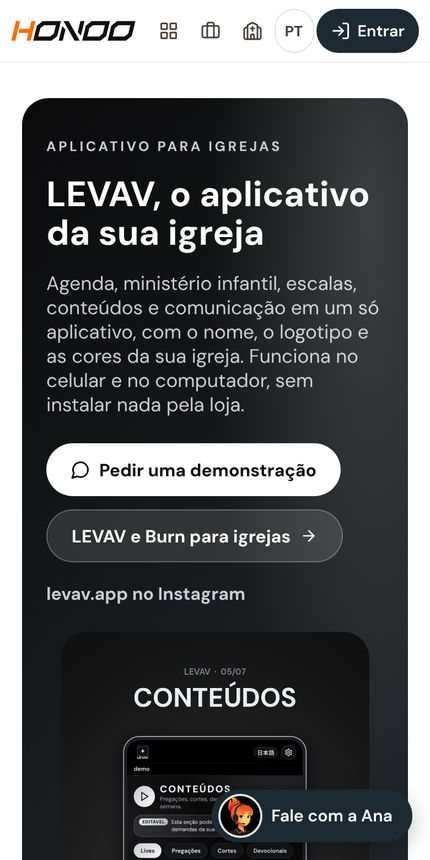 HONOO
PT
Entrar
APLICATIVO PARA IGREJAS
LEVAV, o aplicativo
da sua igreja
Agenda, ministério infantil, escalas,
conteúdos e comunicação em um só
aplicativo, com o nome, o logotipo e
as cores da sua igreja. Funciona no
celular e no computador, sem
instalar nada pela loja.
Pedir uma demonstração
LEVAV e Burn para igrejas →
levav.app no Instagram
LEVAV · 05/07
CONTEÚDOS
LEVAV
日本語
demo
CONTEÚDOS
Pregações, cortes, de
semana.
EDITÁVEL
Esta seção pode
demandas da sua
Lives
Pregações
Cortes
Devocionais
Fale com a Ana